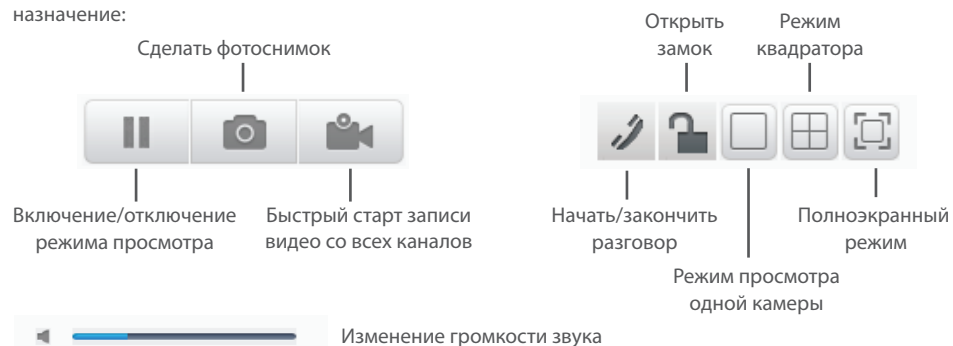 назначение:
Сделать фотоснимок
Открыть
замок
Режим
квадратора
Включение/отключение
режима просмотра
Быстрый старт записи
видео со всех каналов
Начать/закончить
разговор
Полноэкранный
режим
Режим просмотра
одной камеры
Изменение громкости звука